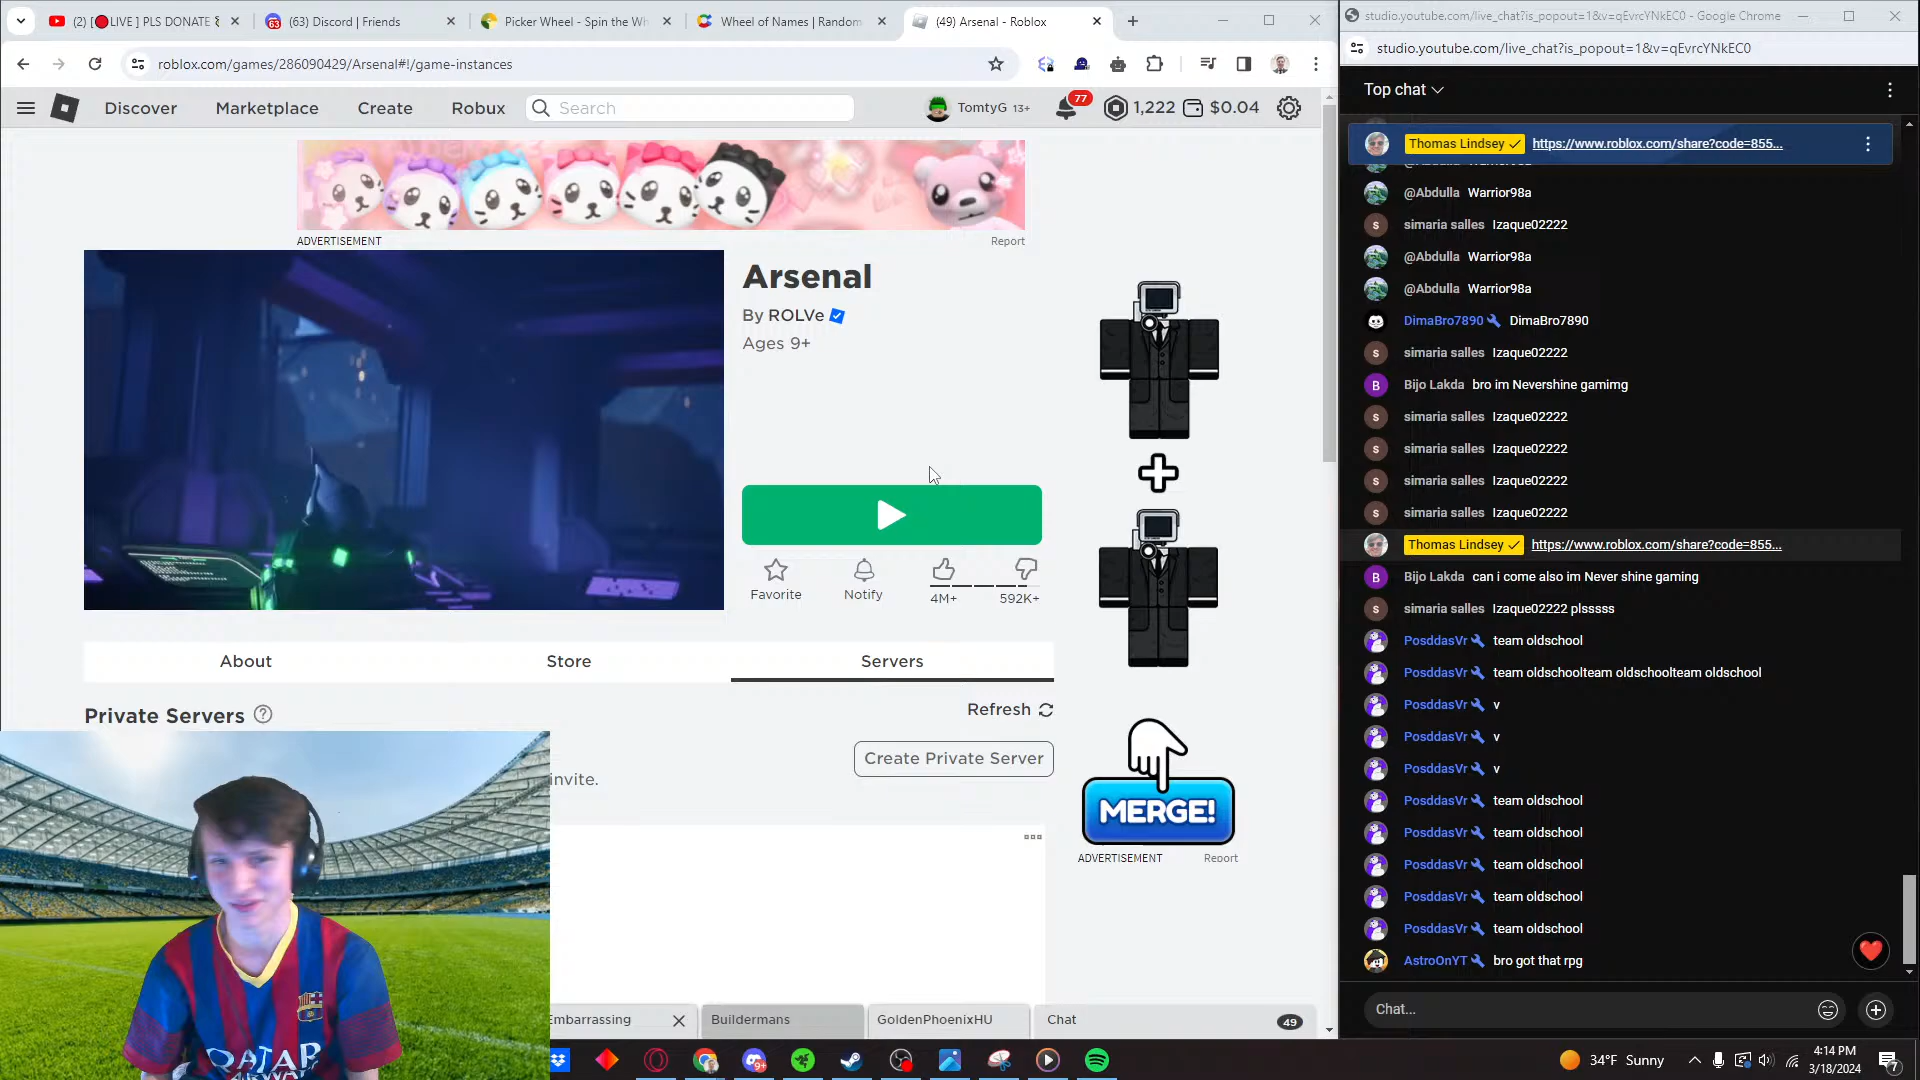 (2) [🔴LIVE ] PLS DONATE
(63) Discord | Friends
Picker Wheel - Spin the Wh
Wheel of Names | Random
(49) Arsenal - Roblox
roblox.com/games/286090429/Arsenal#!/game-instances
Discover
Marketplace
Create
Robux
Search
TomtyG 13+
77
1,222
$0.04
ADVERTISEMENT
Report
Arsenal
By ROLVe
Ages 9+
Favorite
Notify
4M+
592K+
About
Store
Servers
Private Servers
Refresh
invite.
Create Private Server
MERGE!
ADVERTISEMENT
Report
QATAR
AIRWAY
Embarrassing
Buildermans
GoldenPhoenixHU
Chat
49
studio.youtube.com/live_chat?is_popout=1&v=qEvrcYNkEC0 - Google Chrome
studio.youtube.com/live_chat?is_popout=1&v=qEvrcYNkEC0
Top chat
Thomas Lindsey https://www.roblox.com/share?code=855...
@Abdulla Warrior98a
simaria salles Izaque02222
@Abdulla Warrior98a
@Abdulla Warrior98a
DimaBro7890 DimaBro7890
simaria salles Izaque02222
Bijo Lakda bro im Nevershine gamimg
simaria salles Izaque02222
simaria salles Izaque02222
simaria salles Izaque02222
simaria salles Izaque02222
Thomas Lindsey https://www.roblox.com/share?code=855...
Bijo Lakda can i come also im Never shine gaming
simaria salles Izaque02222 plsssss
PosddasVr team oldschool
PosddasVr team oldschoolteam oldschoolteam oldschool
PosddasVr v
PosddasVr v
PosddasVr v
PosddasVr team oldschool
PosddasVr team oldschool
PosddasVr team oldschool
PosddasVr team oldschool
PosddasVr team oldschool
AstroOnYT bro got that rpg
Chat...
9+
34°F Sunny
4:14 PM
3/18/2024
7